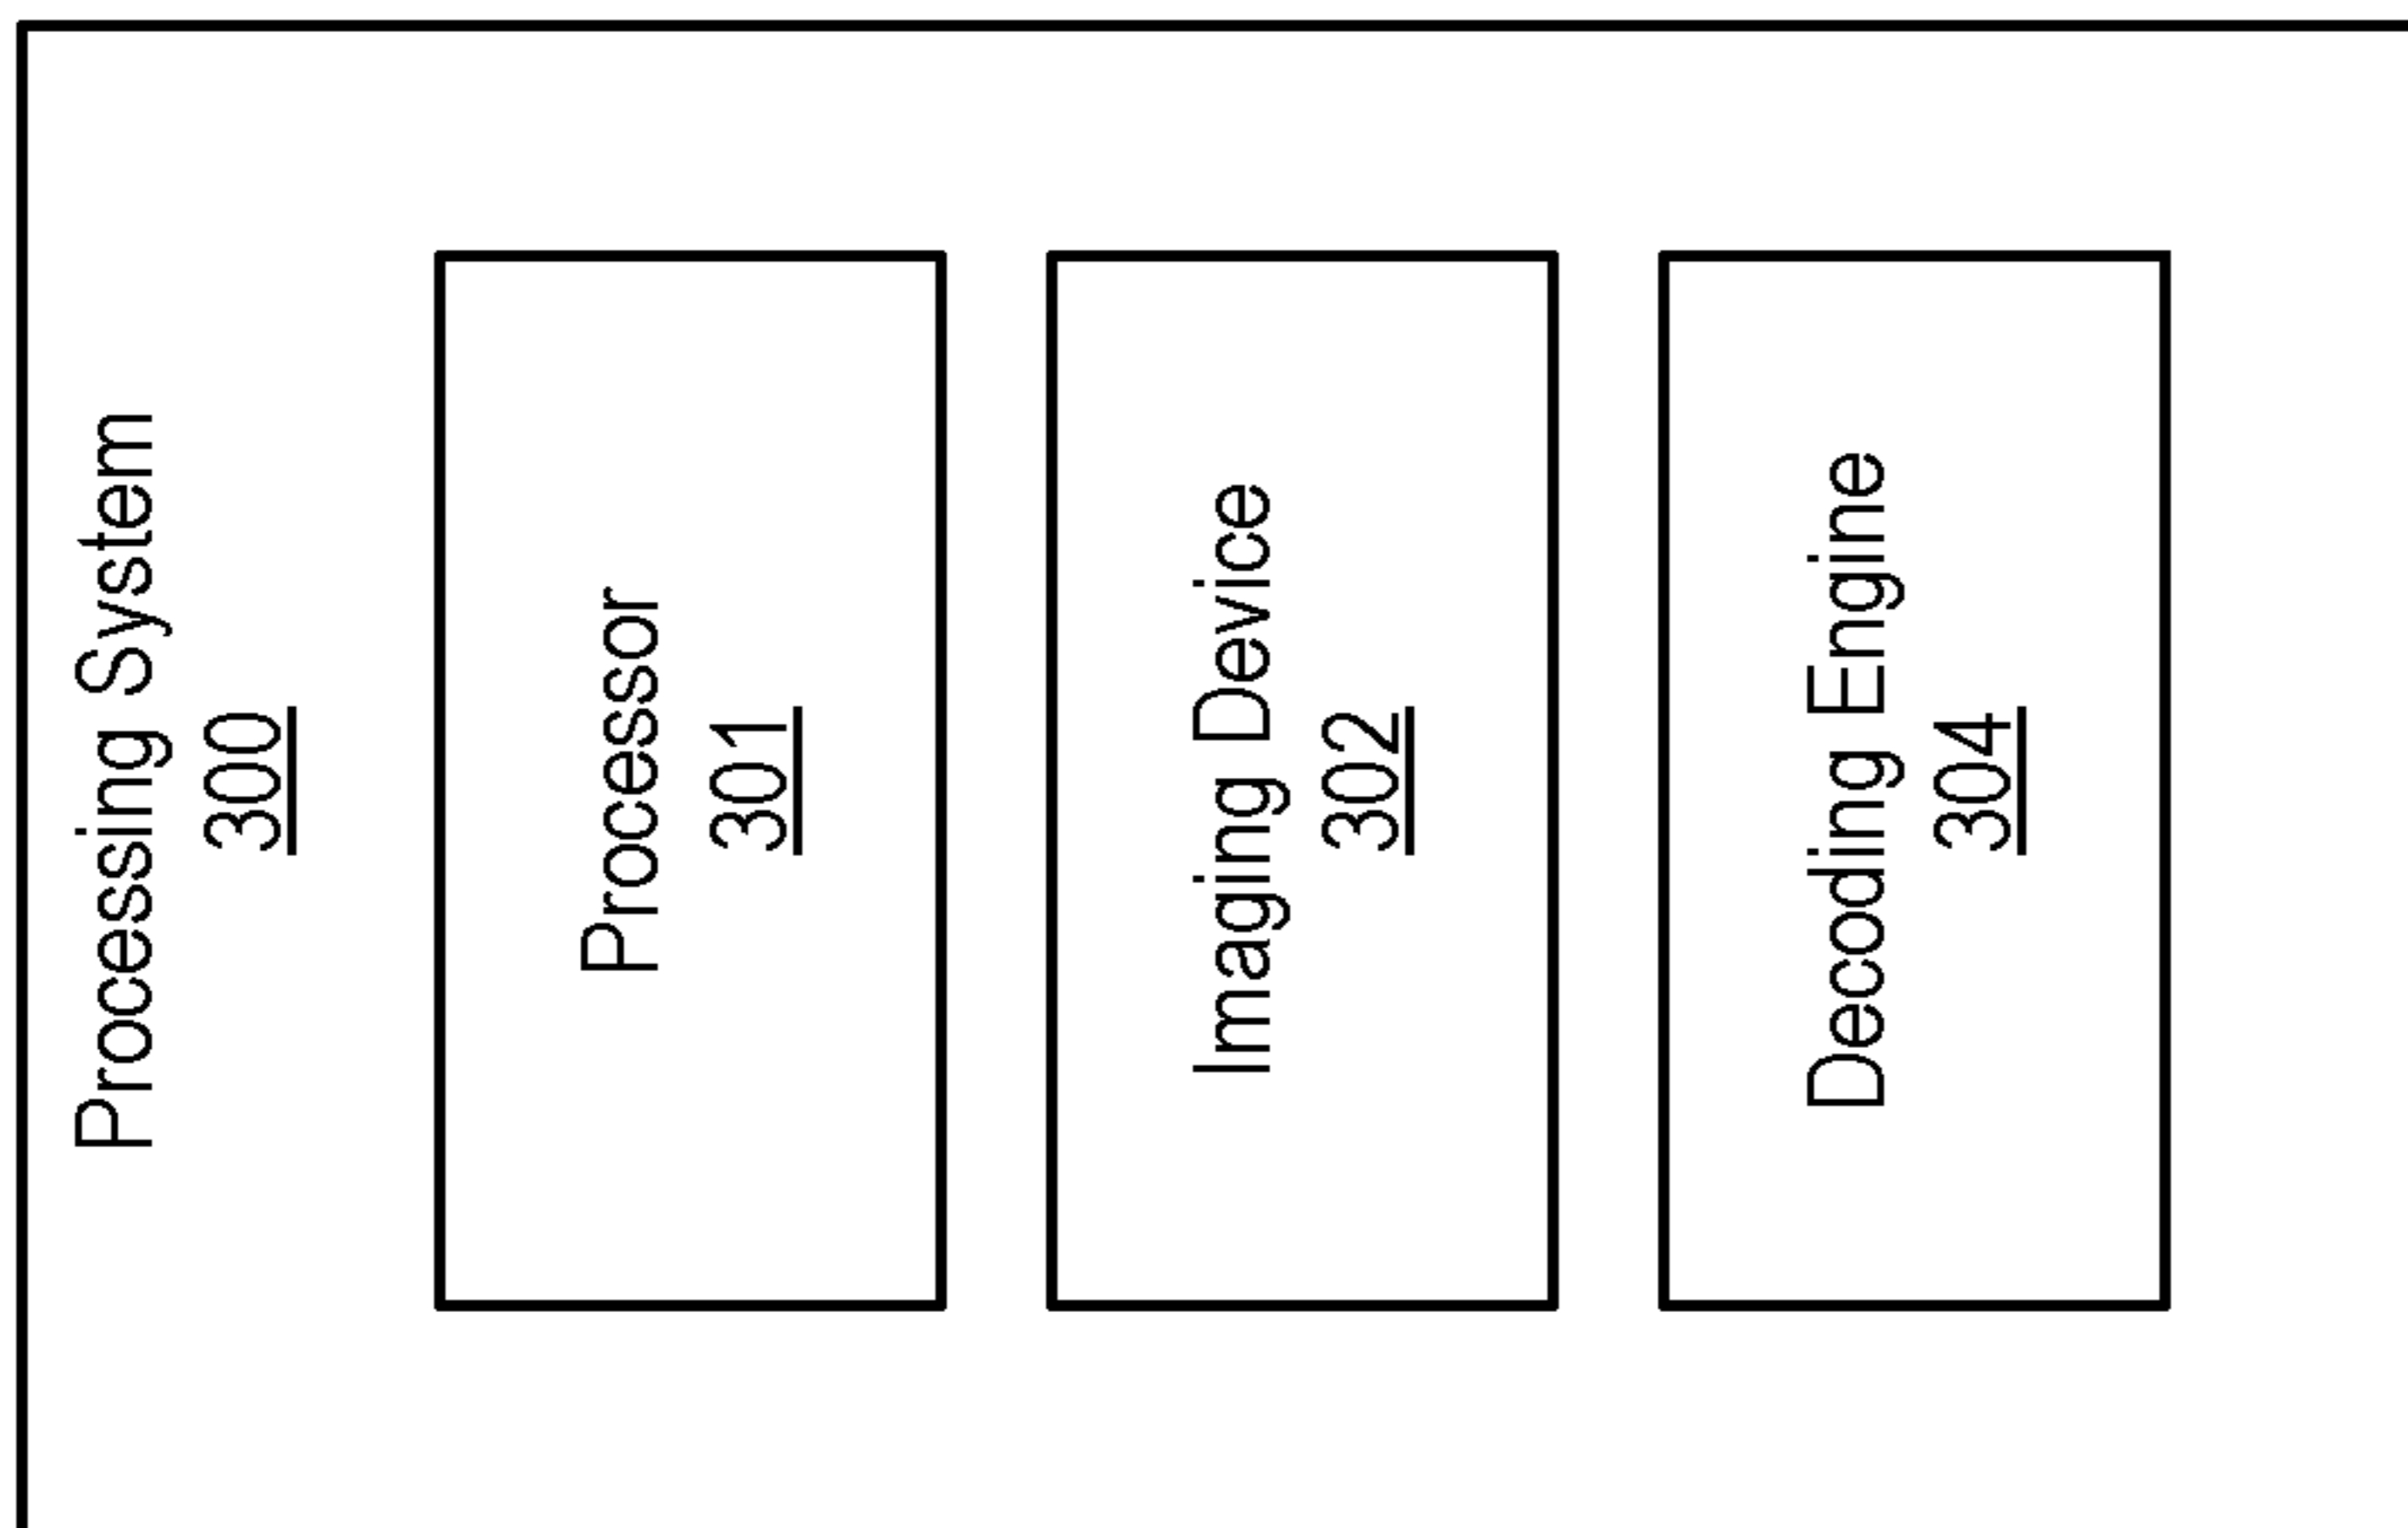 Processing System
300
Processor
301
Imaging Device
302
Decoding Engine
304